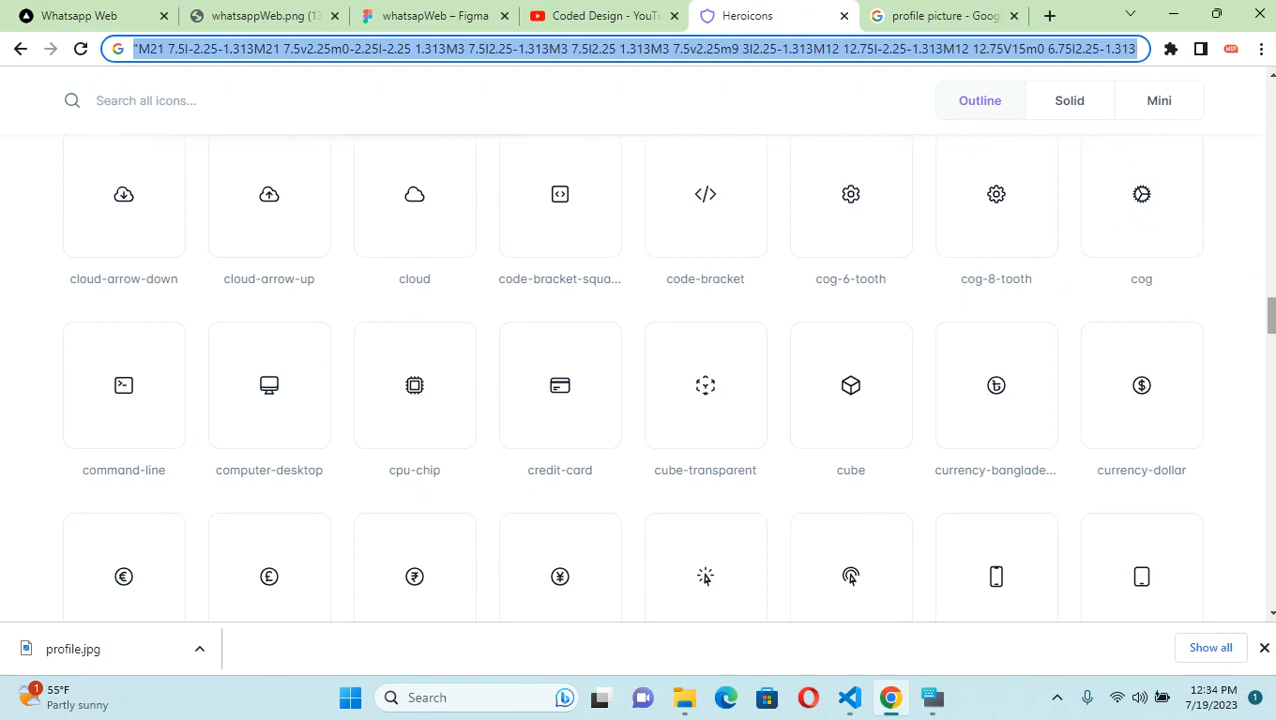 Whatsapp Web
whatsappWeb.png (13
whatsapWeb – Figma
Coded Design - YouTu
Heroicons
profile picture - Goog
"M21 7.5l-2.25-1.313M21 7.5v2.25m0-2.25l-2.25 1.313M3 7.5l2.25-1.313M3 7.5l2.25 1.313M3 7.5v2.25m9 3l2.25-1.313M12 12.75l-2.25-1.313M12 12.75V15m0 6.75l2.25-1.313
Search all icons...
Outline
Solid
Mini
cloud-arrow-down
cloud-arrow-up
cloud
code-bracket-squa...
code-bracket
cog-6-tooth
cog-8-tooth
cog
command-line
computer-desktop
cpu-chip
credit-card
cube-transparent
cube
currency-banglade...
currency-dollar
profile.jpg
Show all
1
55°F
Partly sunny
Search
12:34 PM
7/19/2023
1